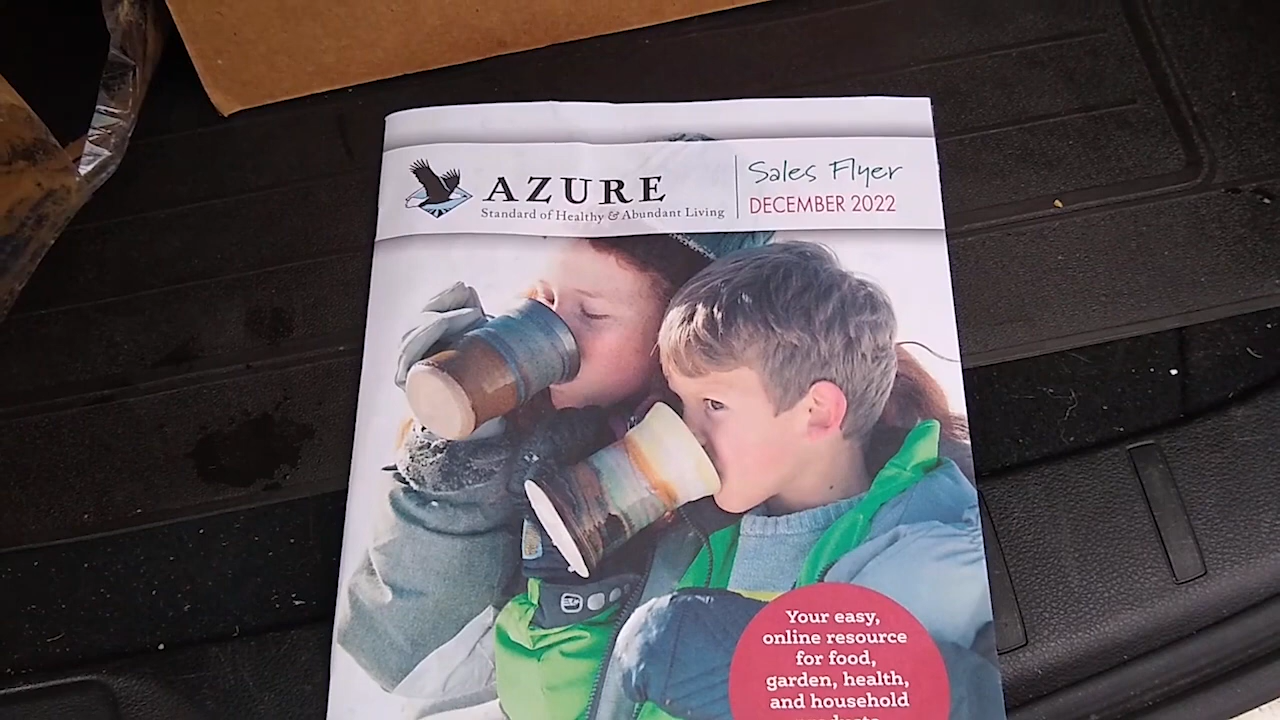 AZURE
Standard of Healthy & Abundant Living
Sales Flyer
DECEMBER 2022
Your easy,
online resource
for food,
garden, health,
and household